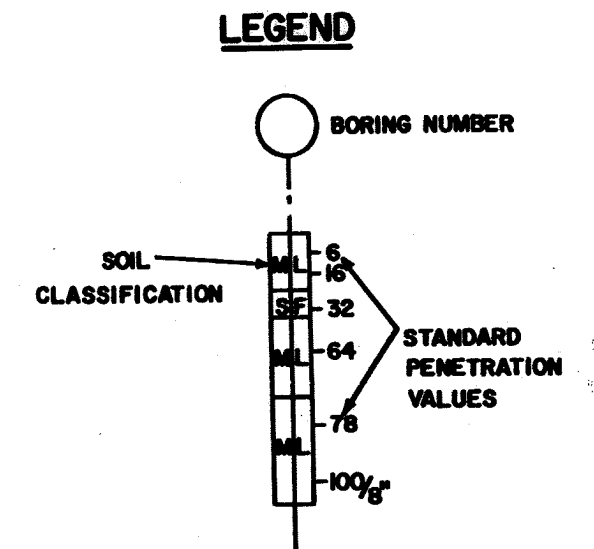 LEGEND
BORING NUMBER
SOIL
CLASSIFICATION
ML
6
16
SF
32
ML
64
STANDARD
PENETRATION
VALUES
78
ML
100/8"